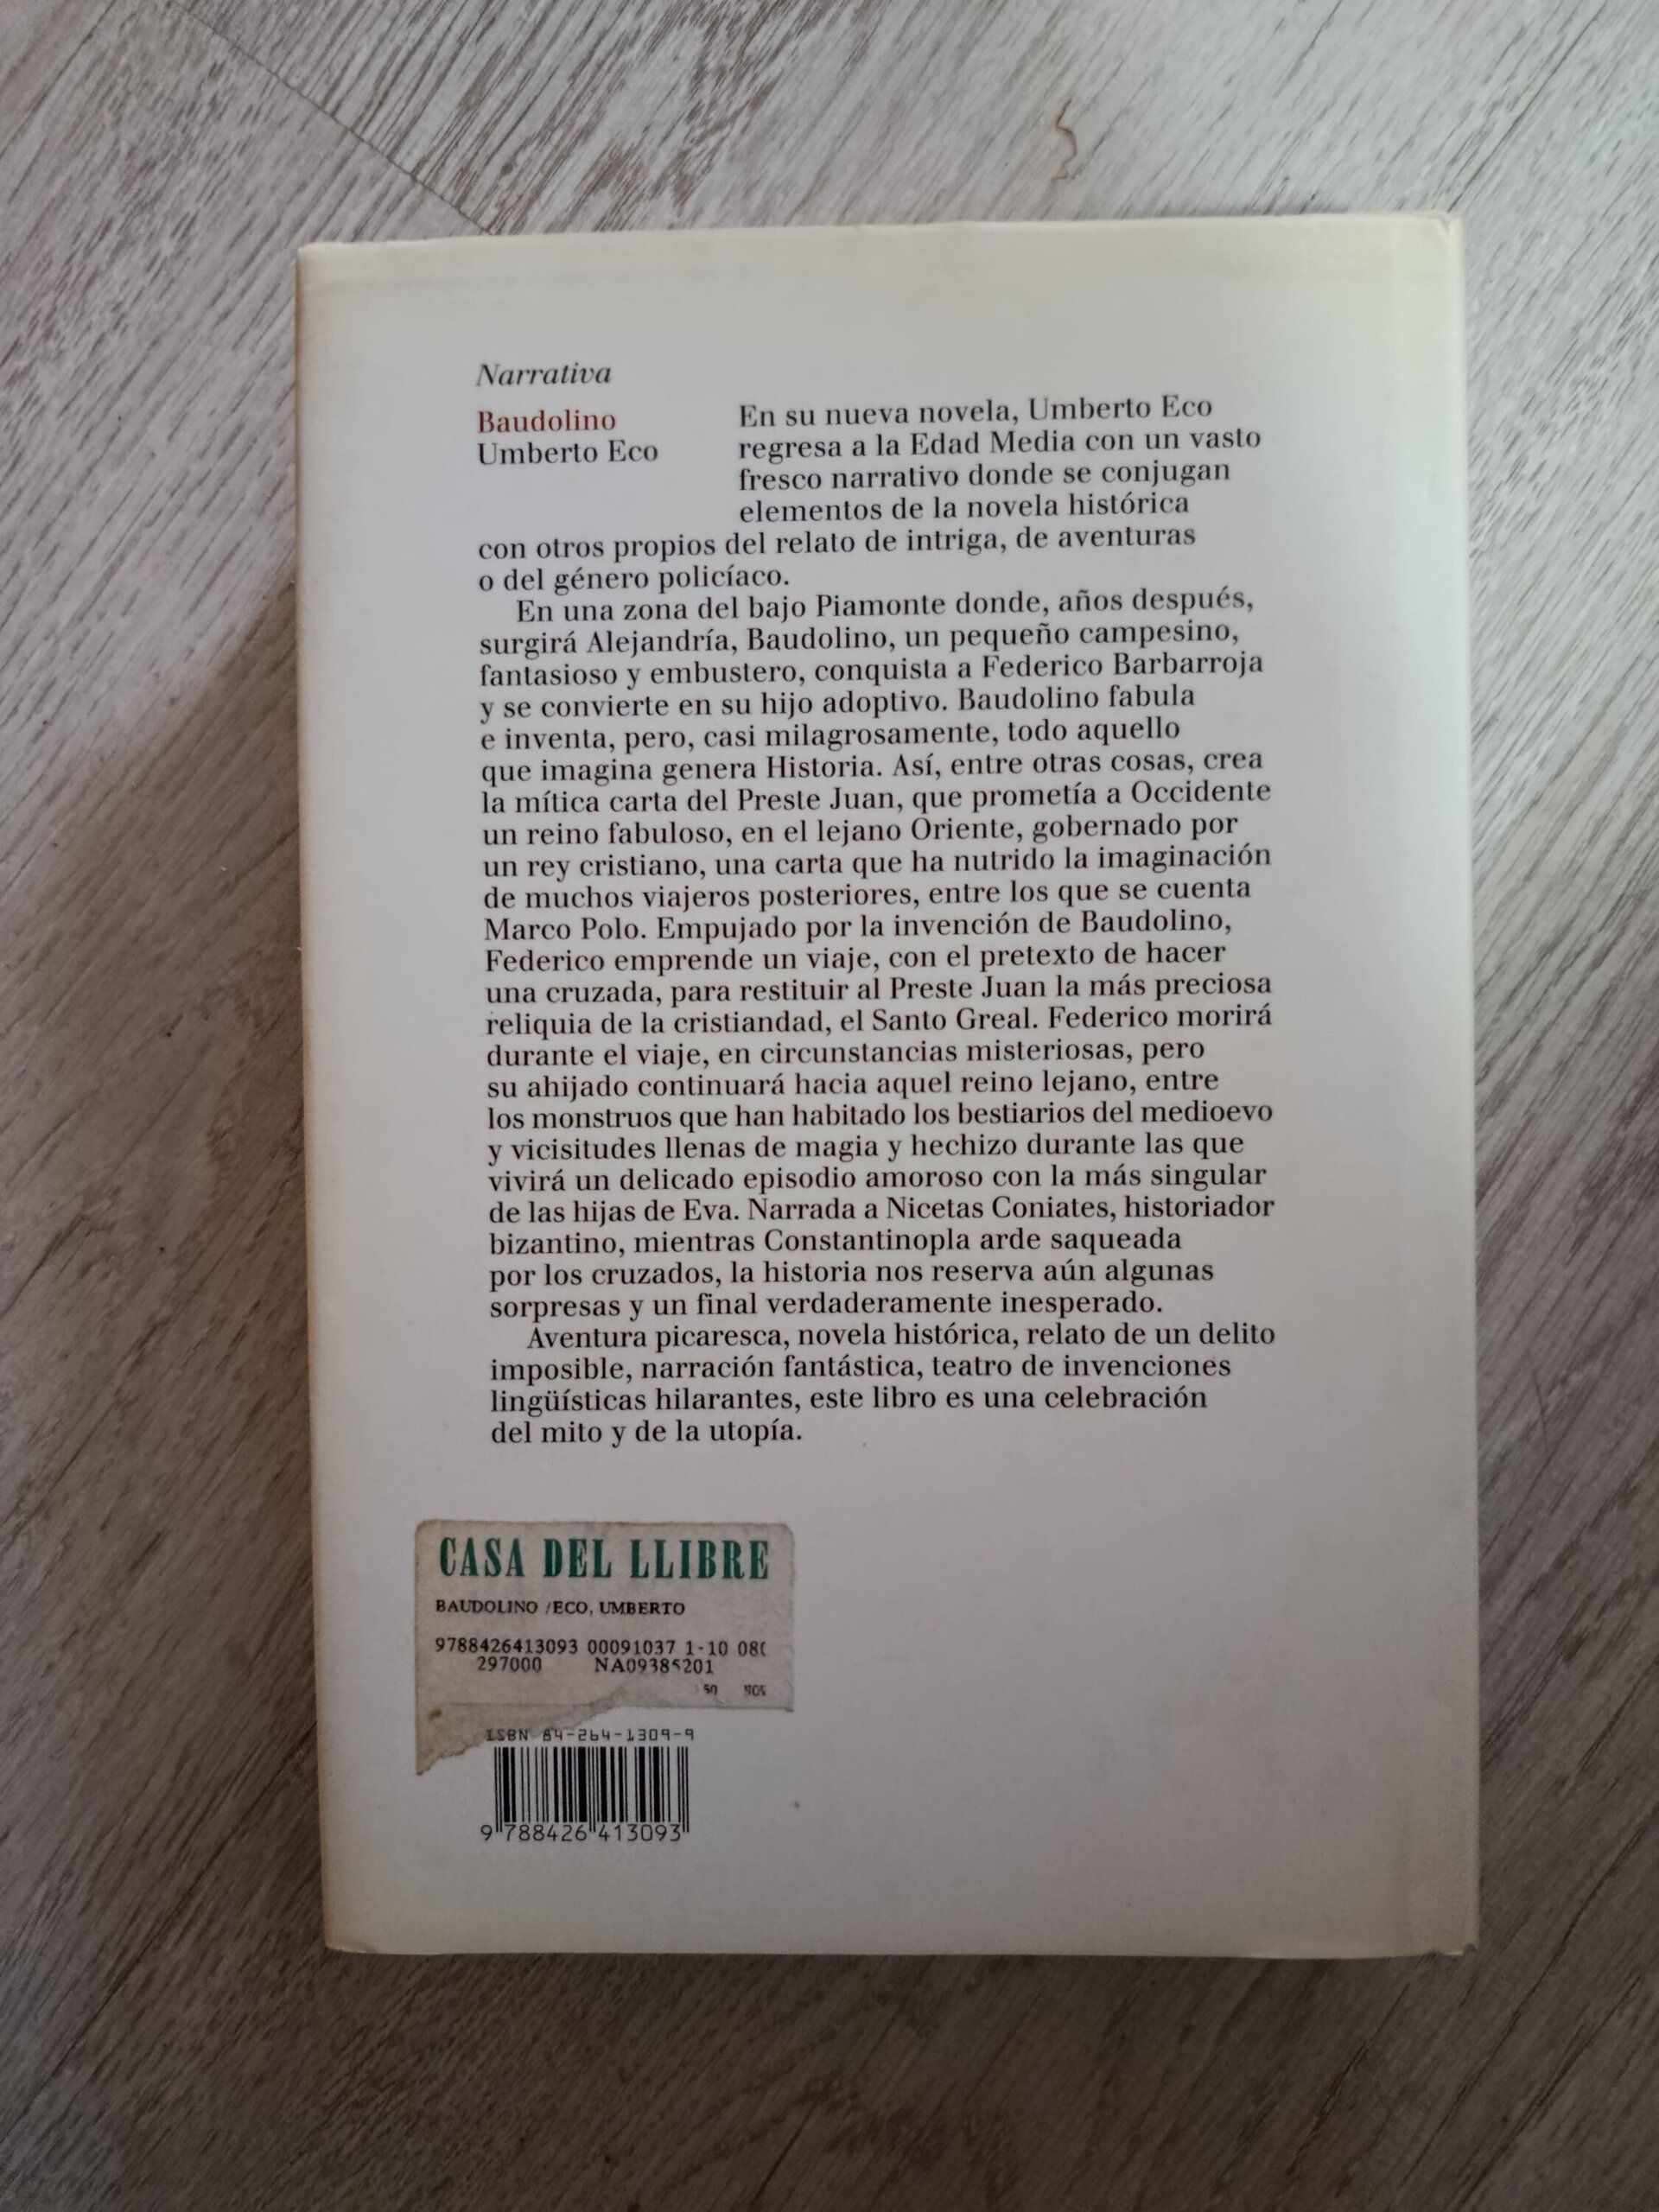 Narrativa
Baudolino
Umberto Eco
En su nueva novela, Umberto Eco
regresa a la Edad Media con un vasto
fresco narrativo donde se conjugan
elementos de la novela histórica
con otros propios del relato de intriga, de aventuras
o del género policíaco.
En una zona del bajo Piamonte donde, años después,
surgirá Alejandría, Baudolino, un pequeño campesino,
fantasioso y embustero, conquista a Federico Barbarroja
y se convierte en su hijo adoptivo. Baudolino fabula
e inventa, pero, casi milagrosamente, todo aquello
que imagina genera Historia. Así, entre otras cosas, crea
la mítica carta del Preste Juan, que prometía a Occidente
un reino fabuloso, en el lejano Oriente, gobernado por
un rey cristiano, una carta que ha nutrido la imaginación
de muchos viajeros posteriores, entre los que se cuenta
Marco Polo. Empujado por la invención de Baudolino,
Federico emprende un viaje, con el pretexto de hacer
una cruzada, para restituir al Preste Juan la más preciosa
reliquia de la cristiandad, el Santo Greal. Federico morirá
durante el viaje, en circunstancias misteriosas, pero
su ahijado continuará hacia aquel reino lejano, entre
los monstruos que han habitado los bestiarios del medioevo
y vicisitudes llenas de magia y hechizo durante las que
vivirá un delicado episodio amoroso con la más singular
de las hijas de Eva. Narrada a Nicetas Coniates, historiador
bizantino, mientras Constantinopla arde saqueada
por los cruzados, la historia nos reserva aún algunas
sorpresas y un final verdaderamente inesperado.
Aventura picaresca, novela histórica, relato de un delito
imposible, narración fantástica, teatro de invenciones
lingüísticas hilarantes, este libro es una celebración
del mito y de la utopía.
CASA DEL LLIBRE
BAUDOLINO /ECO, UMBERTO
9788426413093 00091037 1-10
297000 NA09385201
ISBN 84-264-1309-9
9 788426 413093